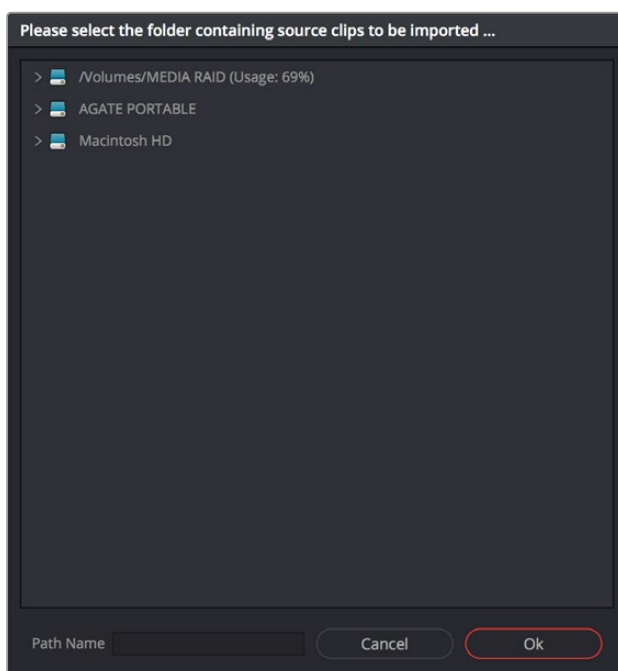 Please select the folder containing source clips to be imported ...
/Volumes/MEDIA RAID (Usage: 69%)
AGATE PORTABLE
Macintosh HD
Path Name Cancel Ok